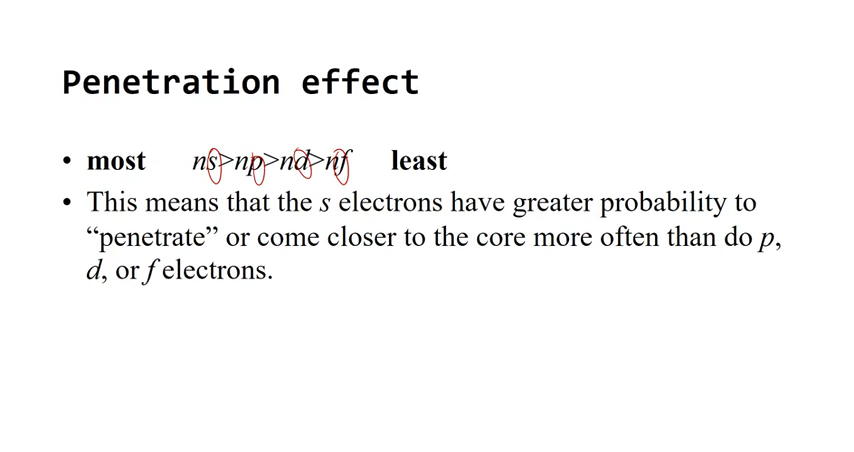 Penetration effect
• most ns>np>nd>nf least
• This means that the s electrons have greater probability to
“penetrate” or come closer to the core more often than do p,
d, or f electrons.